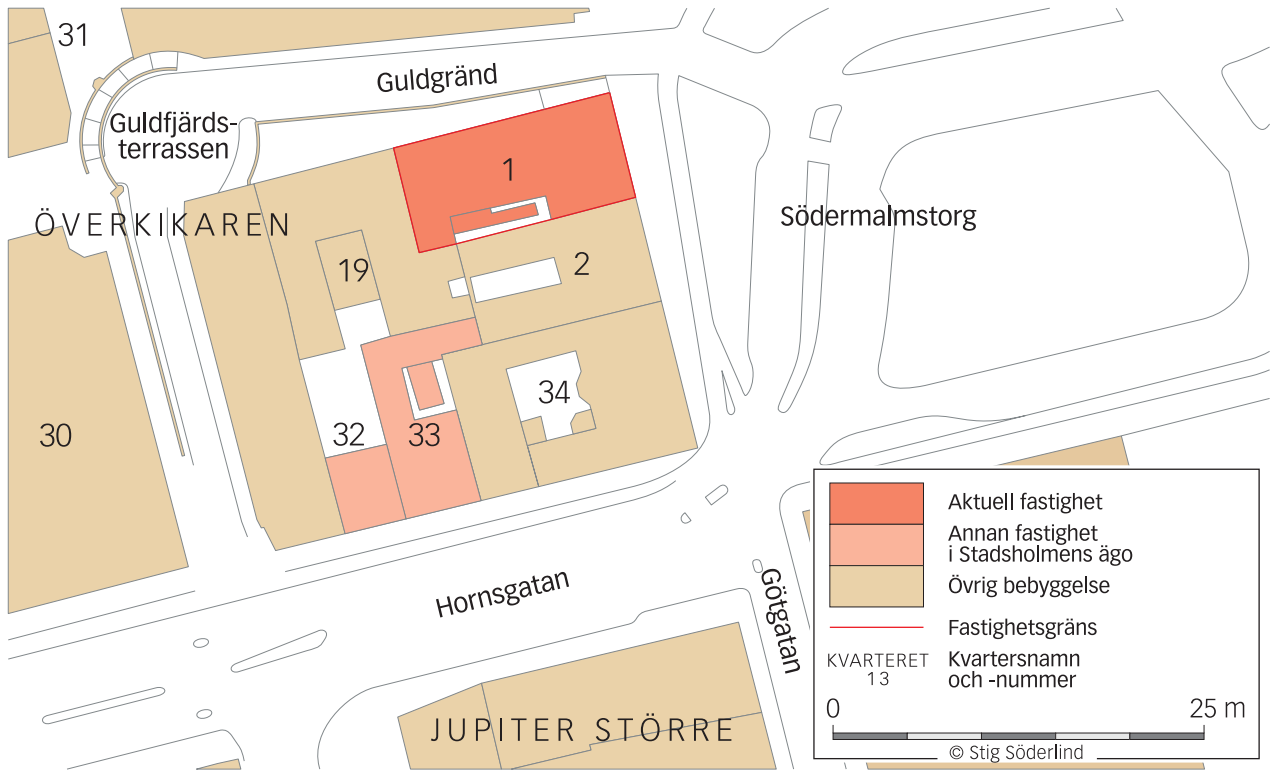 31
Guldgränd
Guldfjärds-
terrassen
1
ÖVERKIKAREN
Södermalmstorg
19
2
34
30
32
33
Hornsgatan
Götgatan
JUPITER STÖRRE
Aktuell fastighet
Annan fastighet
i Stadsholmens ägo
Övrig bebyggelse
Fastighetsgräns
KVARTERET
13
Kvartersnamn
och -nummer
0
25 m
© Stig Söderlind